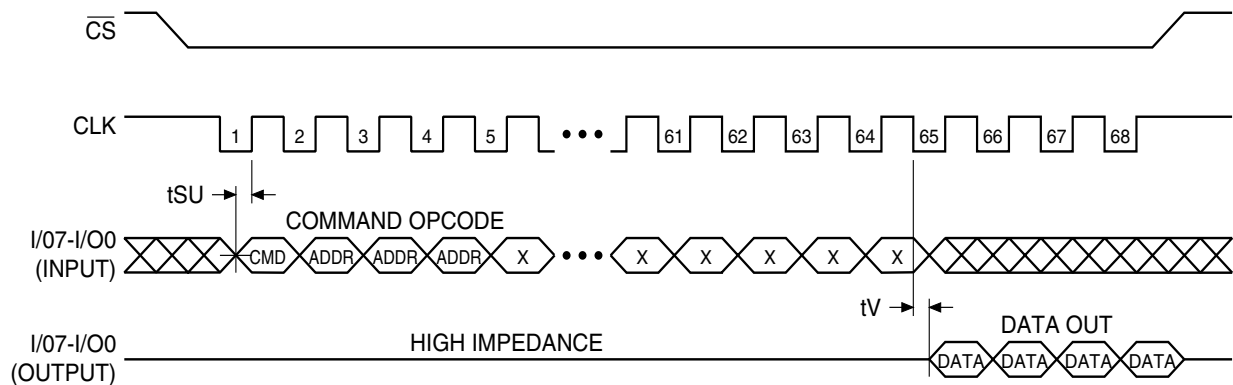 CS
CLK
1 2 3 4 5 ••• 61 62 63 64 65 66 67 68
tSU
COMMAND OPCODE
I/07-I/O0
(INPUT)
CMD ADDR ADDR ADDR X ••• X X X X X
tV
DATA OUT
I/07-I/O0
(OUTPUT)
HIGH IMPEDANCE
DATA DATA DATA DATA